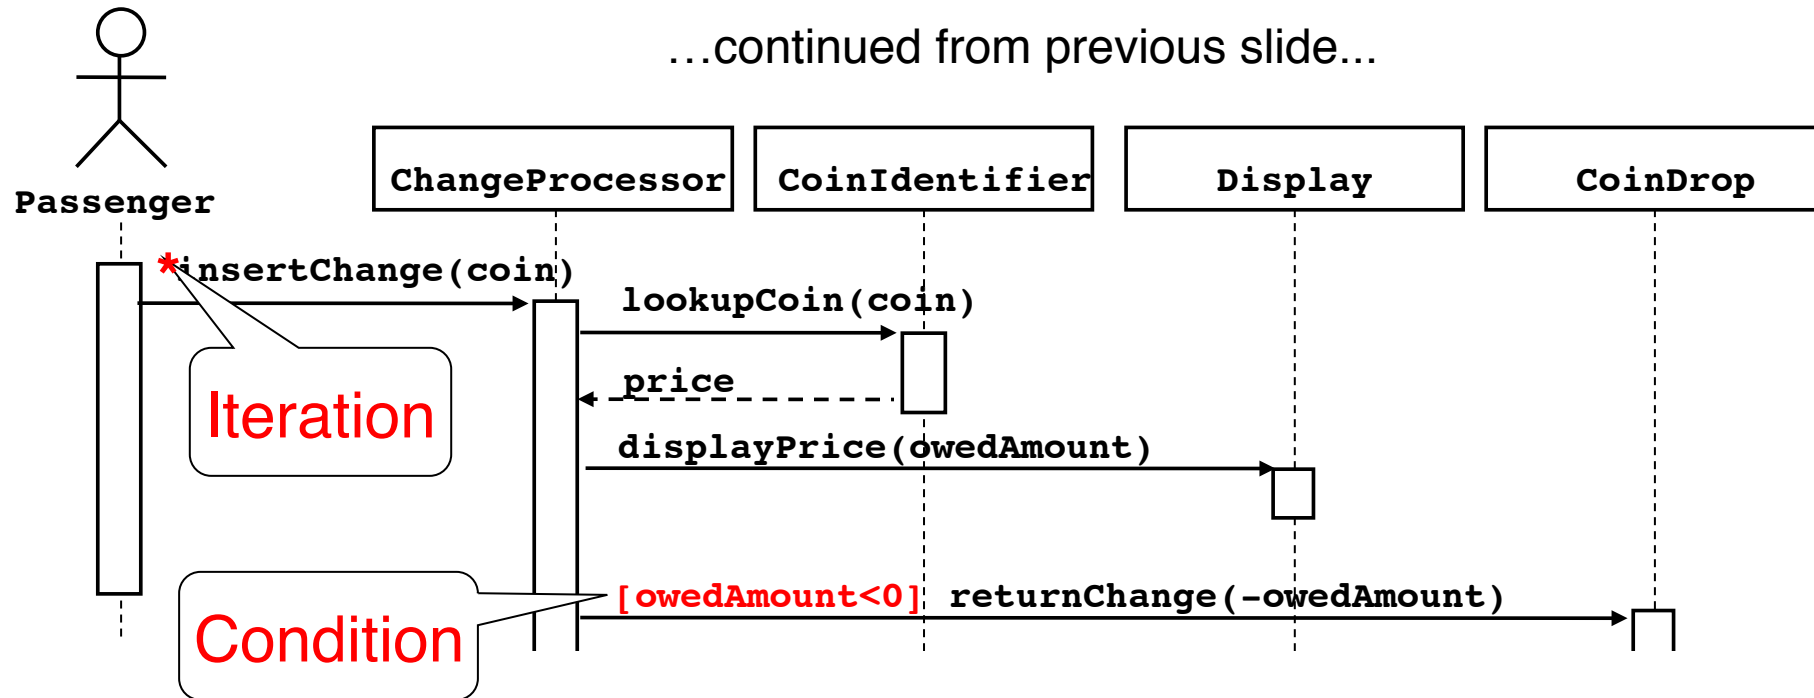 …continued from previous slide...
Passenger
ChangeProcessor
CoinIdentifier
Display
CoinDrop
*insertChange(coin)
lookupCoin(coin)
Iteration
price
displayPrice(owedAmount)
[owedAmount<0] returnChange(-owedAmount)
Condition